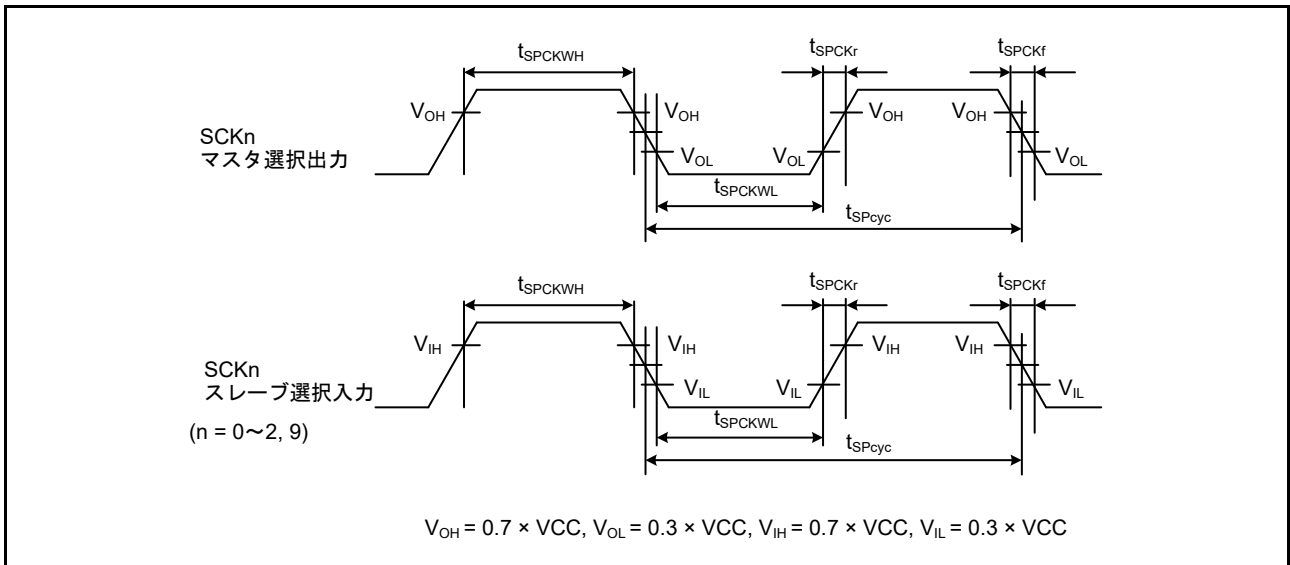 tSPCKWH
tSPCKr
tSPCKf
VOH
VOH
VOH
VOH
SCKn
マスタ選択出力
VOL
VOL
VOL
tSPCKWL
tSPcyc
tSPCKWH
tSPCKr
tSPCKf
VIH
VIH
VIH
VIH
SCKn
スレーブ選択入力
VIL
VIL
VIL
(n = 0～2, 9)
tSPCKWL
tSPcyc
VOH = 0.7 × VCC, VOL = 0.3 × VCC, VIH = 0.7 × VCC, VIL = 0.3 × VCC